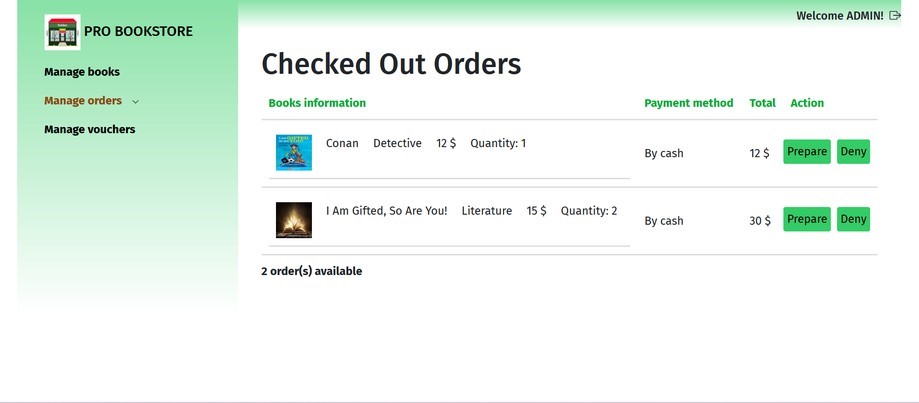 Welcome ADMIN!
PRO BOOKSTORE
Manage books
Manage orders
Manage vouchers
Checked Out Orders
Books information Payment method Total Action
Conan Detective 12 $ Quantity: 1 By cash 12 $ Prepare Deny
I Am Gifted, So Are You! Literature 15 $ Quantity: 2 By cash 30 $ Prepare Deny
2 order(s) available